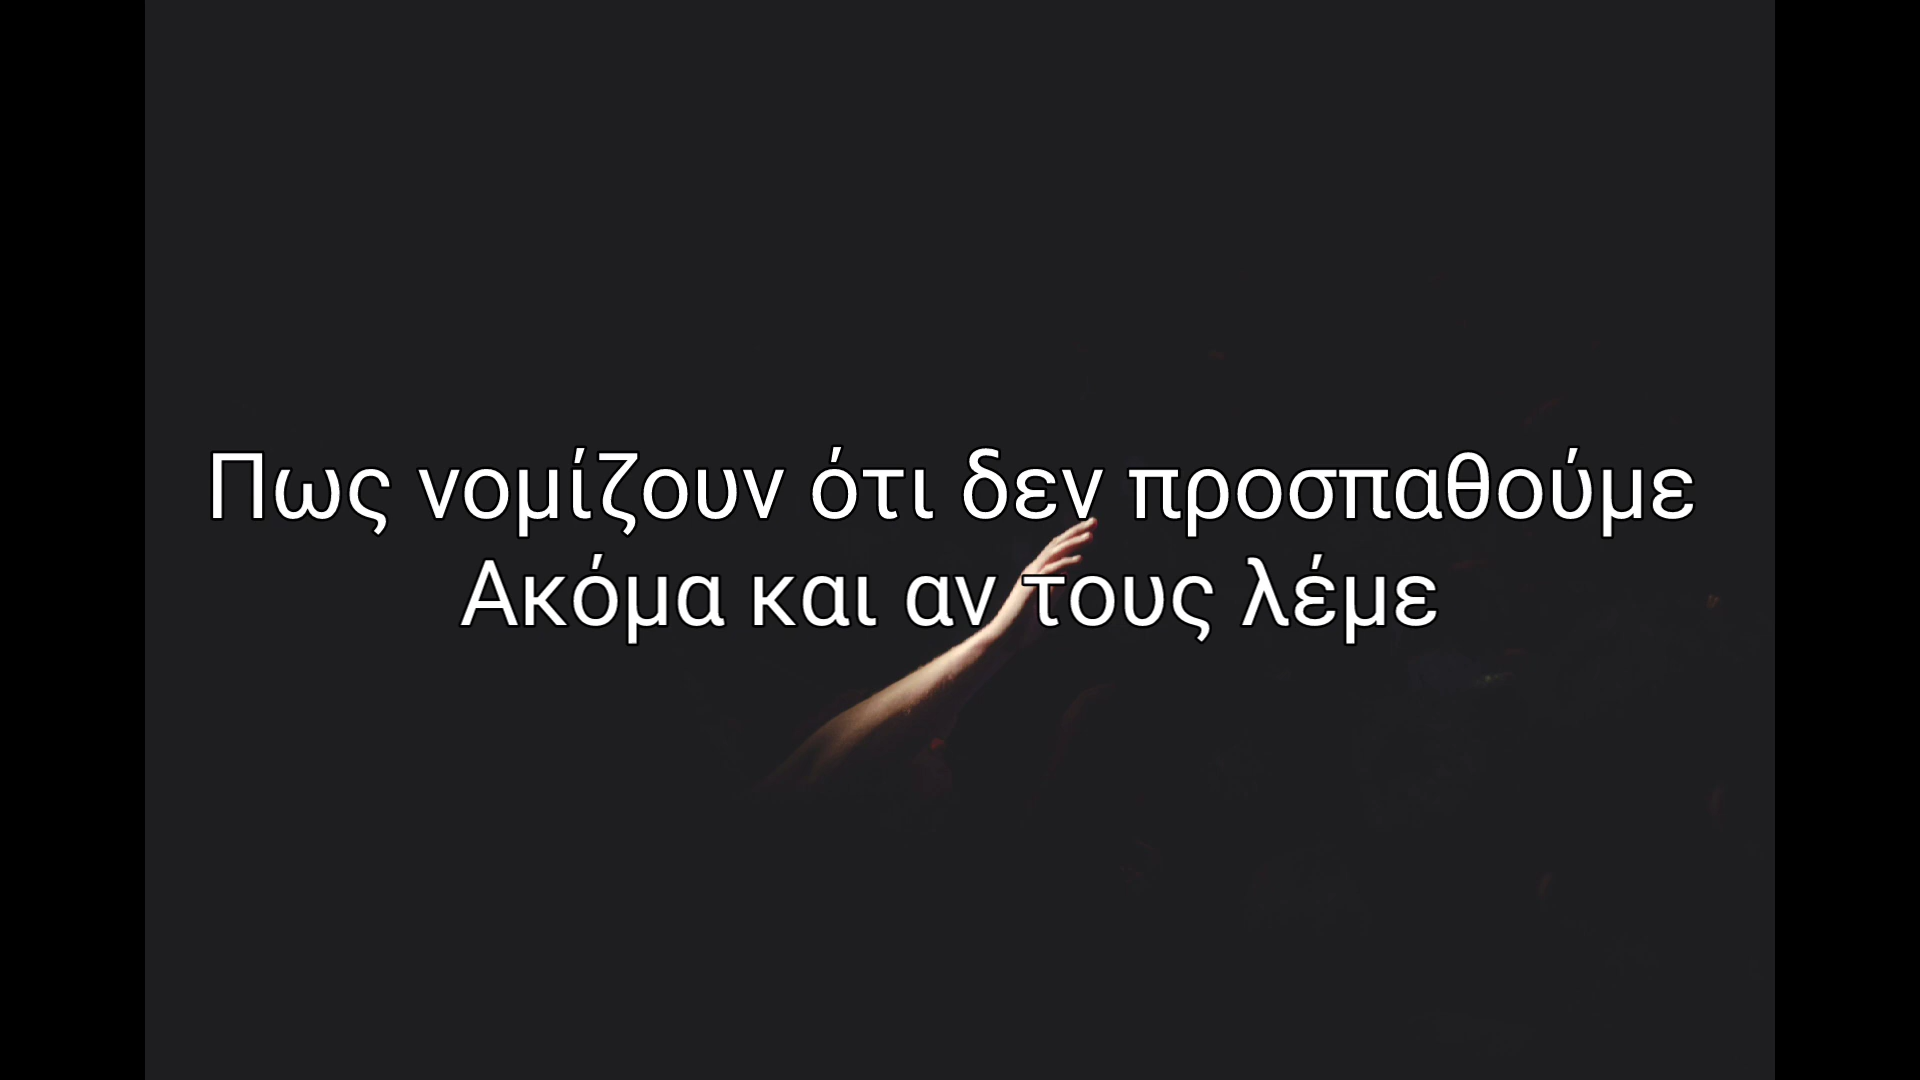 Πως νομίζουν ότι δεν προσπαθούμε
Ακόμα και αν τους λέμε